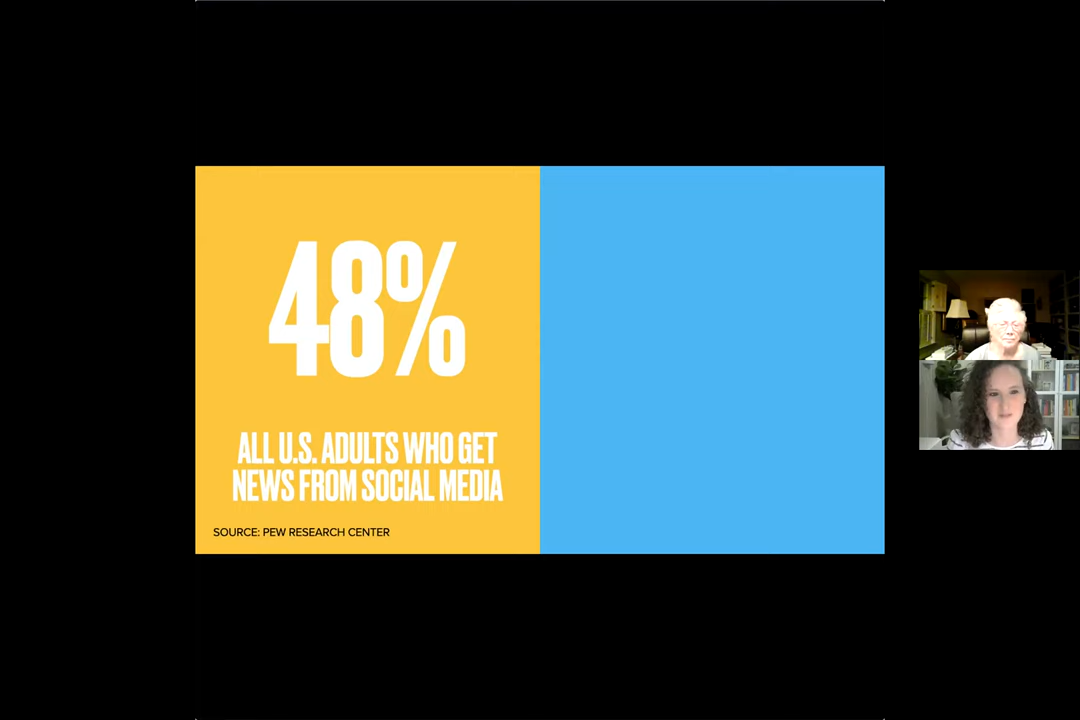 48%
ALL U.S. ADULTS WHO GET
NEWS FROM SOCIAL MEDIA
SOURCE: PEW RESEARCH CENTER